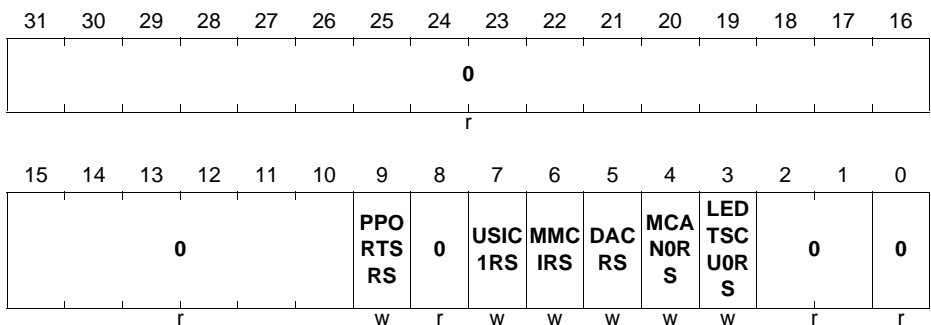 31 30 29 28 27 26 25 24 23 22 21 20 19 18 17 16
0
r
15 14 13 12 11 10 9 8 7 6 5 4 3 2 1 0
0 PPO RTS RS 0 USIC 1RS MMC IRS DAC RS MCA N0R S LED TSC U0R S 0 0
r w r w w w w w r r